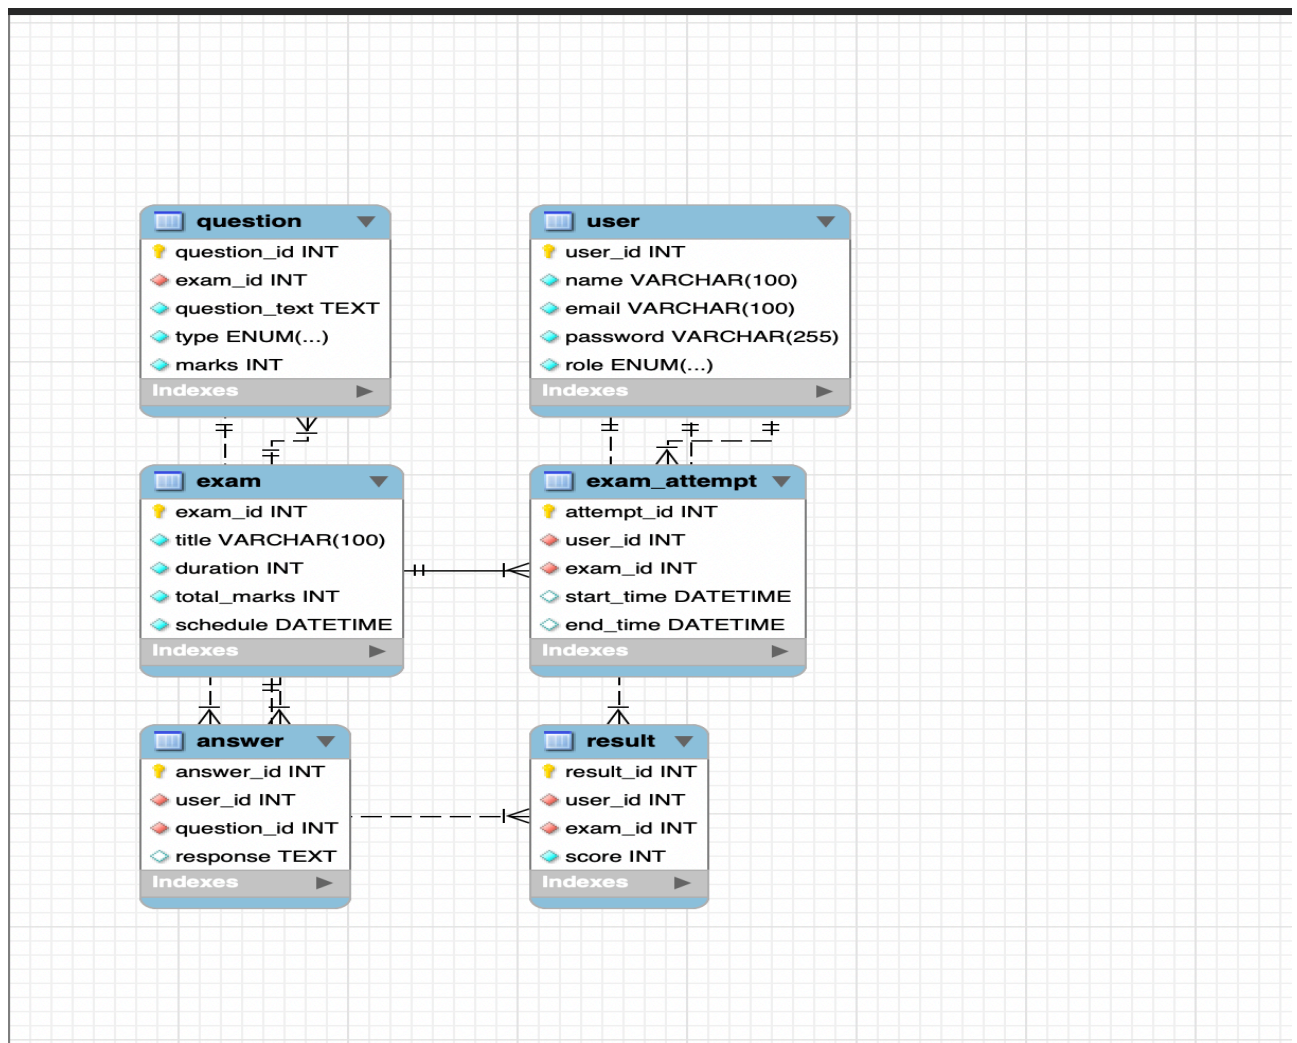 question
question_id INT
exam_id INT
question_text TEXT
type ENUM(...)
marks INT
Indexes
user
user_id INT
name VARCHAR(100)
email VARCHAR(100)
password VARCHAR(255)
role ENUM(...)
Indexes
exam
exam_id INT
title VARCHAR(100)
duration INT
total_marks INT
schedule DATETIME
Indexes
exam_attempt
attempt_id INT
user_id INT
exam_id INT
start_time DATETIME
end_time DATETIME
Indexes
answer
answer_id INT
user_id INT
question_id INT
response TEXT
Indexes
result
result_id INT
user_id INT
exam_id INT
score INT
Indexes